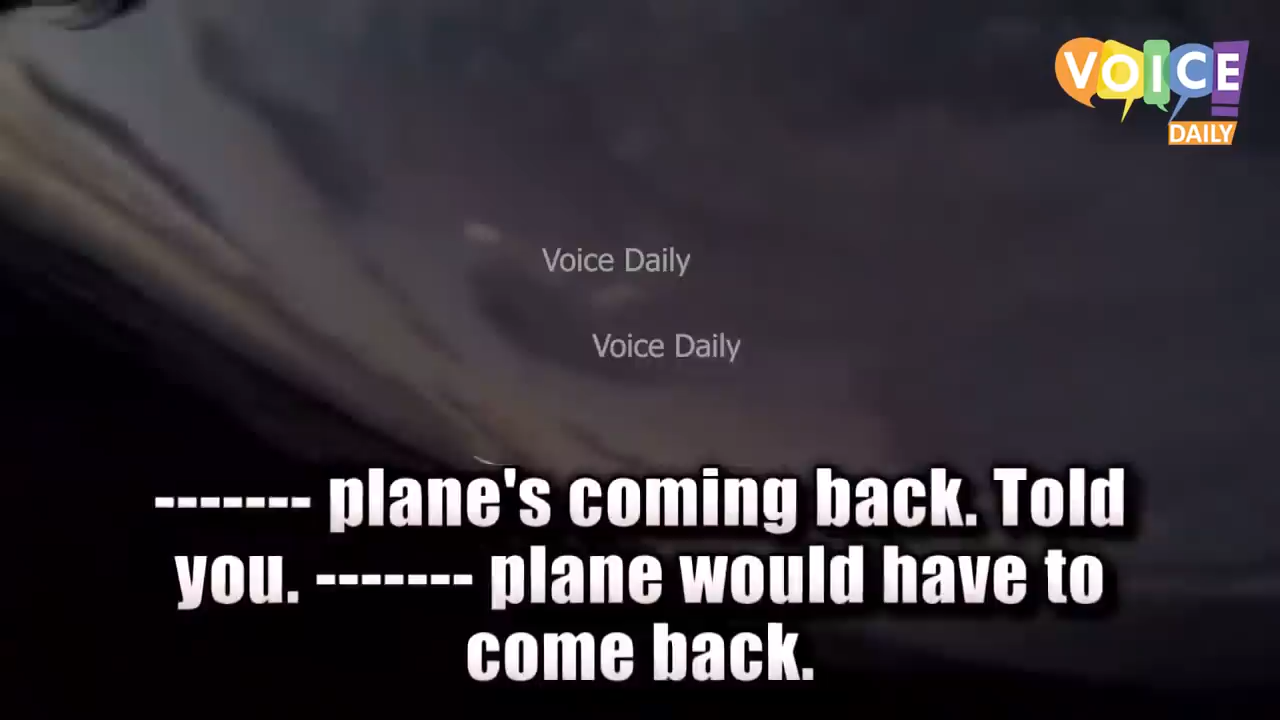 VOICE
DAILY
Voice Daily
Voice Daily
------- plane's coming back. Told
you. ------- plane would have to
come back.